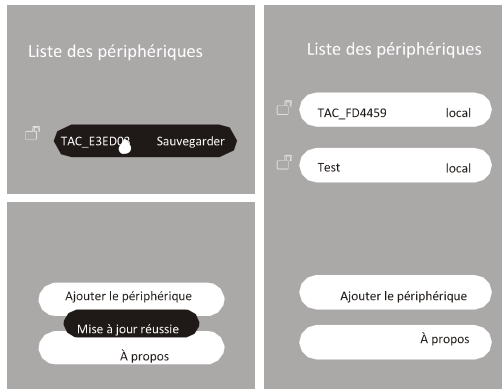 Liste des périphériques
TAC_E3ED03 Sauvegarder
Ajouter le périphérique
Mise à jour réussie
À propos
Liste des périphériques
TAC_FD4459 local
Test local
Ajouter le périphérique
À propos